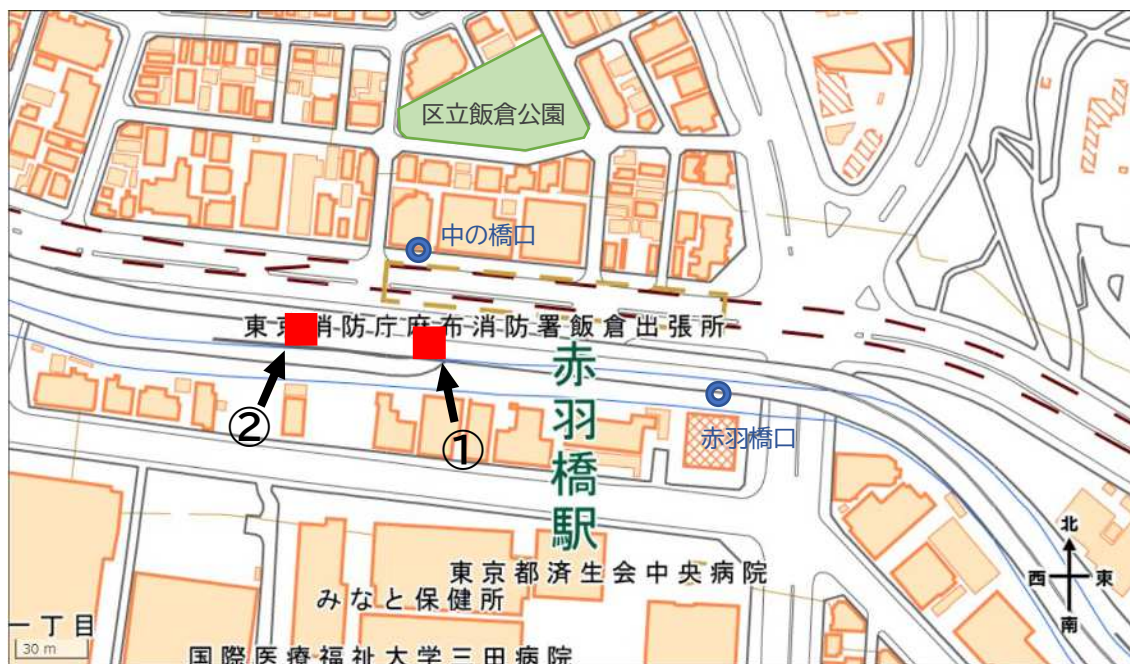 区立飯倉公園
中の橋口
東京消防庁麻布消防署飯倉出張所
赤羽橋駅
②
①
赤羽橋口
北
西
東
南
東京都済生会中央病院
みなと保健所
一丁目
30 m
国際医療福祉大学三田病院